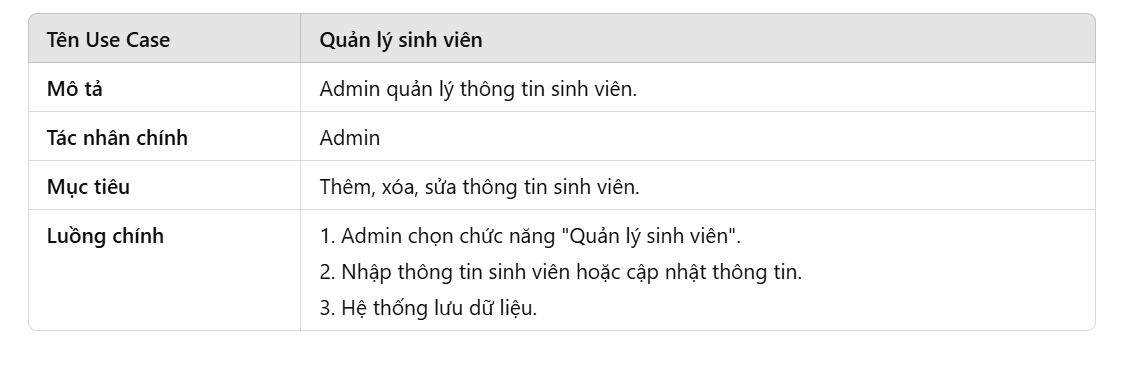 Tên Use Case Quản lý sinh viên
Mô tả Admin quản lý thông tin sinh viên.
Tác nhân chính Admin
Mục tiêu Thêm, xóa, sửa thông tin sinh viên.
Luồng chính 1. Admin chọn chức năng "Quản lý sinh viên".
2. Nhập thông tin sinh viên hoặc cập nhật thông tin.
3. Hệ thống lưu dữ liệu.